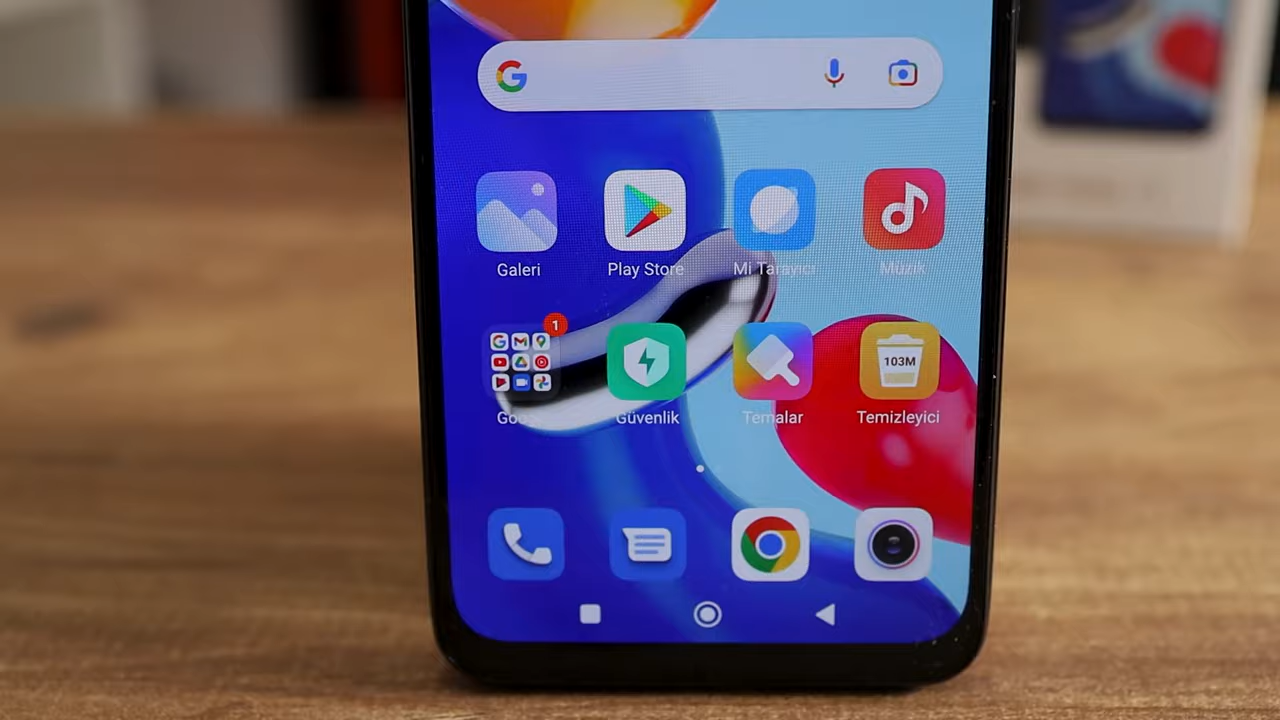 G
Galeri
Play Store
Mi Tarayıcı
Müzik
1
Güvenlik
Temalar
103M
Temizleyici